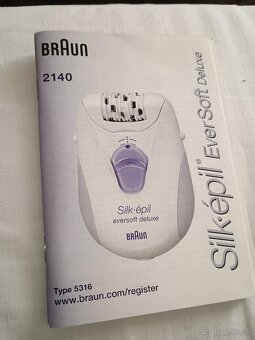 BRAUN
2140
Silk·épil® EverSoft Deluxe
Silk·épil
eversoft deluxe
BRAUN
Type 5316
www.braun.com/register